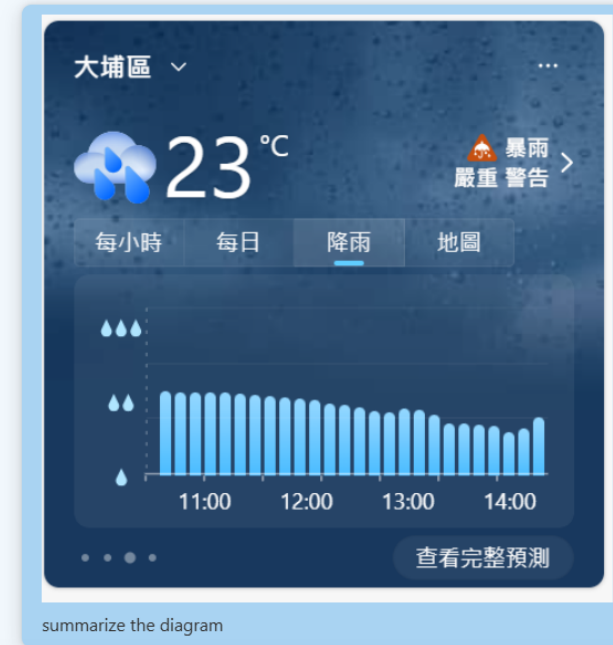 大埔區
...
23 °C
暴雨
嚴重 警告
每小時 每日 降雨 地圖
11:00 12:00 13:00 14:00
查看完整預測
summarize the diagram